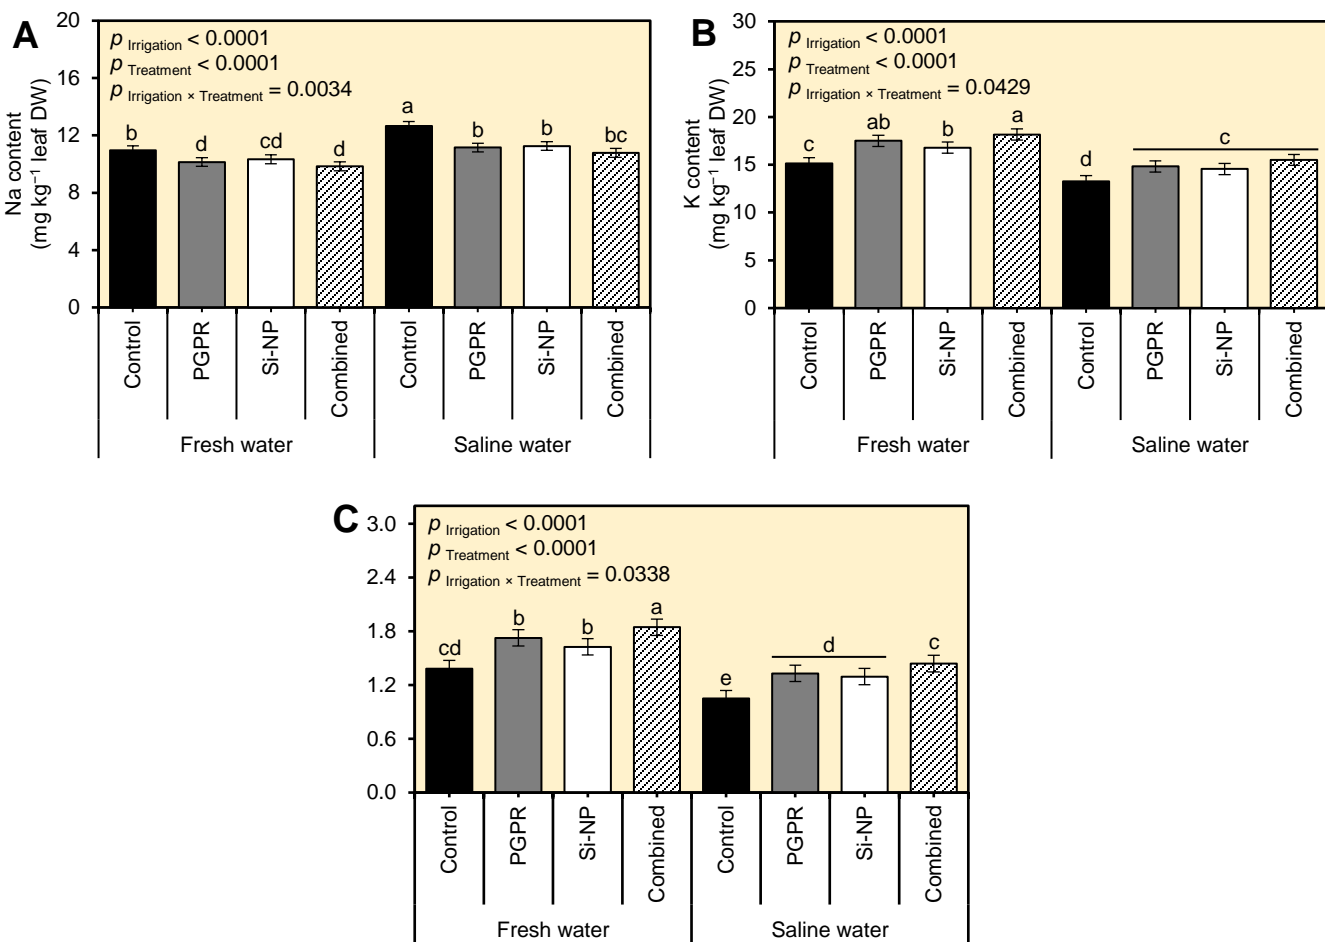 A
20
16
12
8
4
0
Na content
(mg kg⁻¹ leaf DW)
p Irrigation < 0.0001
p Treatment < 0.0001
p Irrigation × Treatment = 0.0034
b
d
cd
d
a
b
b
bc
Control
PGPR
Si-NP
Combined
Control
PGPR
Si-NP
Combined
Fresh water
Saline water
B
30
25
20
15
10
5
0
K content
(mg kg⁻¹ leaf DW)
p Irrigation < 0.0001
p Treatment < 0.0001
p Irrigation × Treatment = 0.0429
c
ab
b
a
d
c
Control
PGPR
Si-NP
Combined
Control
PGPR
Si-NP
Combined
Fresh water
Saline water
C
3.0
2.4
1.8
1.2
0.6
0.0
p Irrigation < 0.0001
p Treatment < 0.0001
p Irrigation × Treatment = 0.0338
cd
b
b
a
e
d
c
Control
PGPR
Si-NP
Combined
Control
PGPR
Si-NP
Combined
Fresh water
Saline water